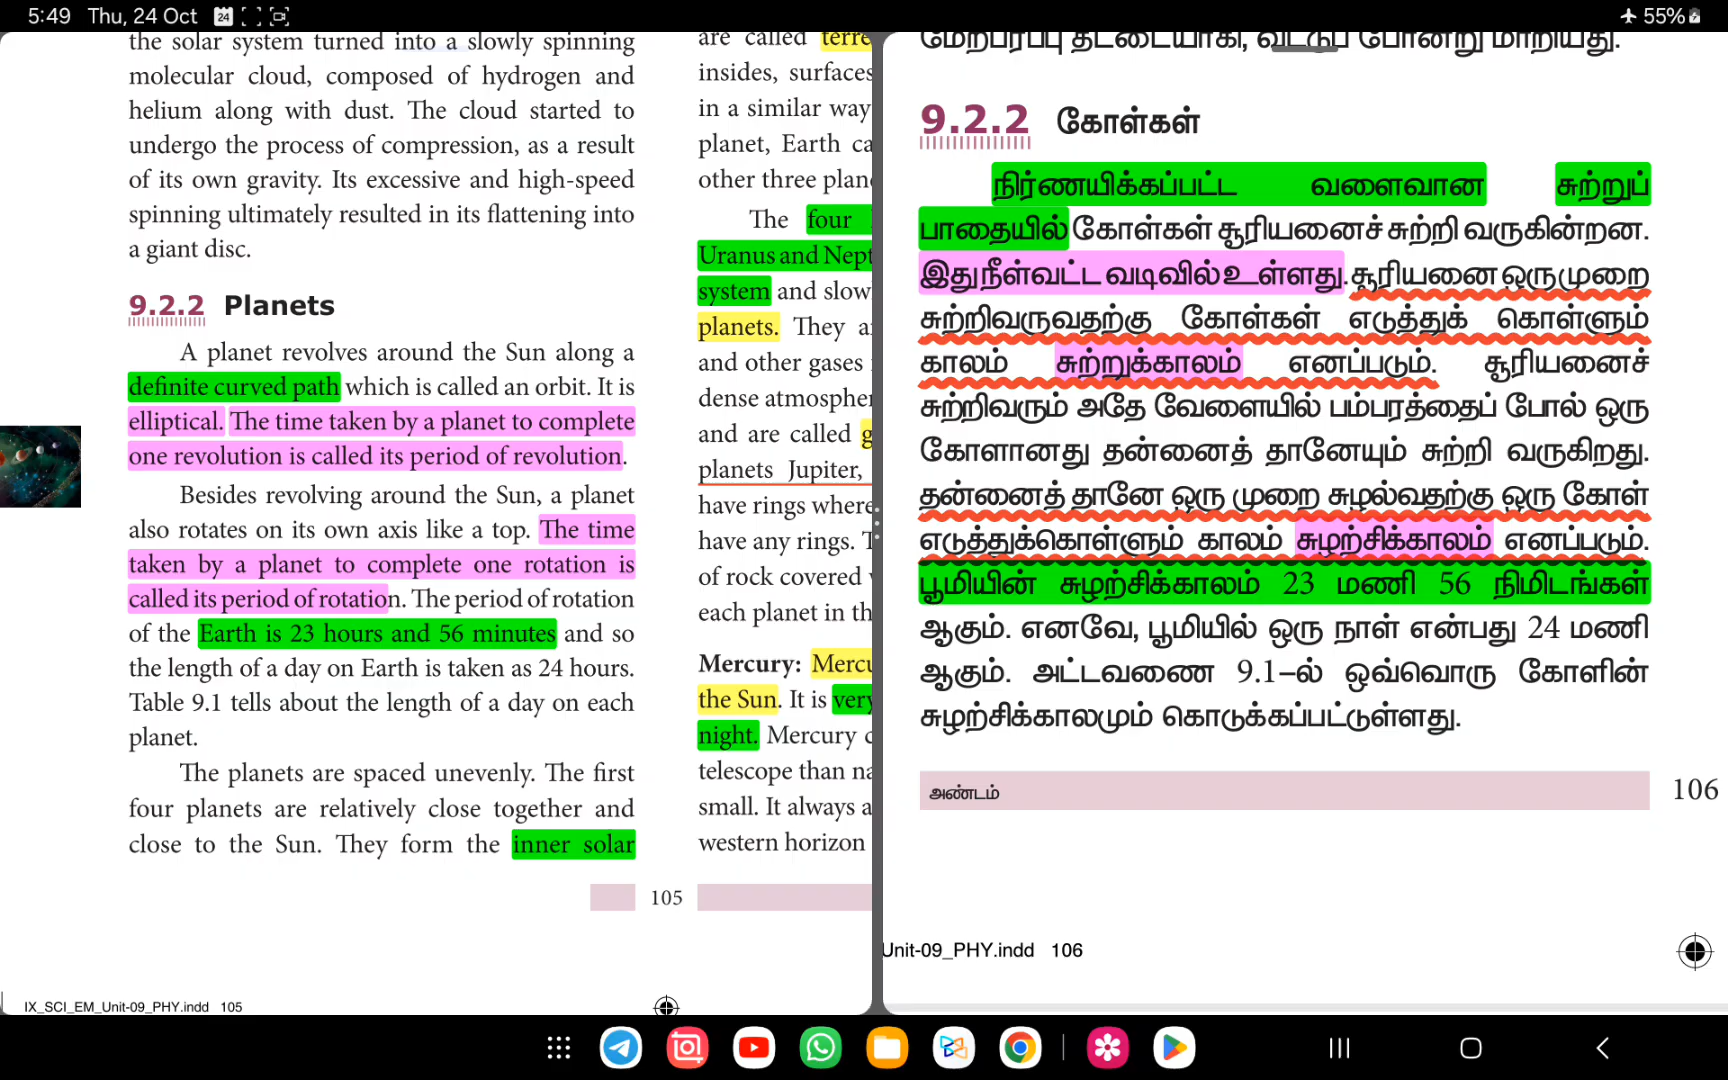 5:49 Thu, 24 Oct 24
55%
the solar system turned into a slowly spinning
molecular cloud, composed of hydrogen and
helium along with dust. The cloud started to
undergo the process of compression, as a result
of its own gravity. Its excessive and high-speed
spinning ultimately resulted in its flattening into
a giant disc.
9.2.2 Planets
A planet revolves around the Sun along a
definite curved path which is called an orbit. It is
elliptical. The time taken by a planet to complete
one revolution is called its period of revolution.
Besides revolving around the Sun, a planet
also rotates on its own axis like a top. The time
taken by a planet to complete one rotation is
called its period of rotation. The period of rotation
of the Earth is 23 hours and 56 minutes and so
the length of a day on Earth is taken as 24 hours.
Table 9.1 tells about the length of a day on each
planet.
The planets are spaced unevenly. The first
four planets are relatively close together and
close to the Sun. They form the inner solar
105
IX_SCI_EM_Unit-09_PHY.indd 105
are called terre
insides, surfaces
in a similar way
planet, Earth ca
other three plan
The four
Uranus and Nept
system and slow
planets. They a
and other gases
dense atmospher
and are called g
planets Jupiter,
have rings where
have any rings. T
of rock covered
each planet in th
Mercury: Mercu
the Sun. It is very
night. Mercury c
telescope than na
small. It always a
western horizon
மேற்பரப்பு தட்டையாகி, வட்டுப் போன்று மாறியது.
9.2.2 கோள்கள்
நிர்ணயிக்கப்பட்ட வளைவான சுற்றுப்
பாதையில் கோள்கள் சூரியனைச் சுற்றி வருகின்றன.
இது நீள்வட்ட வடிவில் உள்ளது. சூரியனை ஒரு முறை
சுற்றிவருவதற்கு கோள்கள் எடுத்துக் கொள்ளும்
காலம் சுற்றுக்காலம் எனப்படும். சூரியனைச்
சுற்றிவரும் அதே வேளையில் பம்பரத்தைப் போல் ஒரு
கோளானது தன்னைத் தானேயும் சுற்றி வருகிறது.
தன்னைத் தானே ஒரு முறை சுழல்வதற்கு ஒரு கோள்
எடுத்துக்கொள்ளும் காலம் சுழற்சிக்காலம் எனப்படும்.
பூமியின் சுழற்சிக்காலம் 23 மணி 56 நிமிடங்கள்
ஆகும். எனவே, பூமியில் ஒரு நாள் என்பது 24 மணி
ஆகும். அட்டவணை 9.1–ல் ஒவ்வொரு கோளின்
சுழற்சிக்காலமும் கொடுக்கப்பட்டுள்ளது.
அண்டம்
106
Unit-09_PHY.indd 106